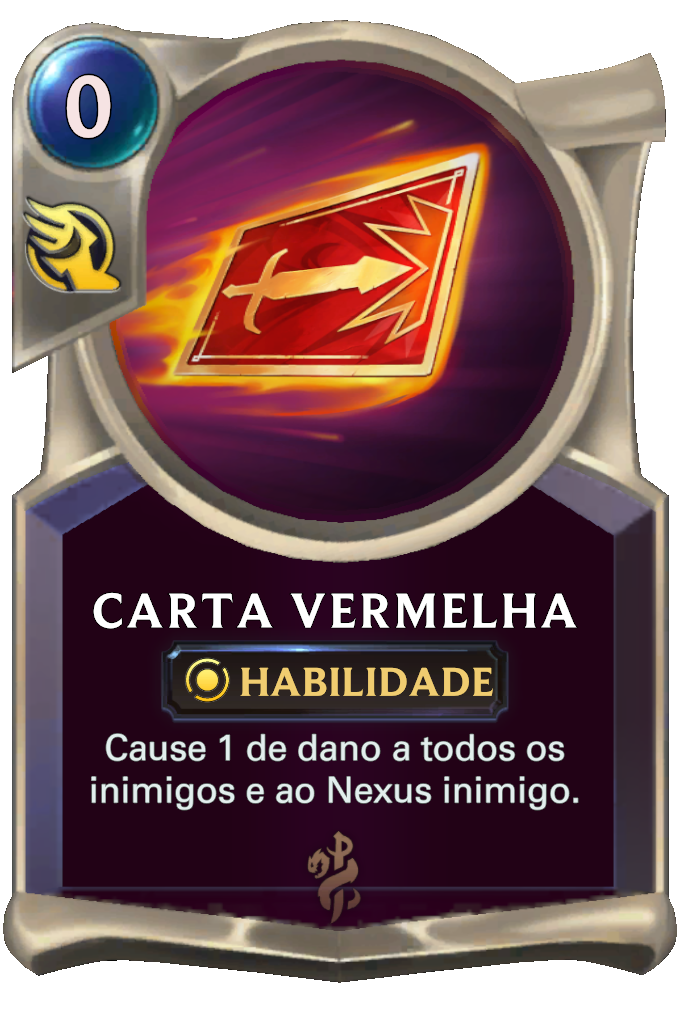 0
CARTA VERMELHA
HABILIDADE
Cause 1 de dano a todos os
inimigos e ao Nexus inimigo.